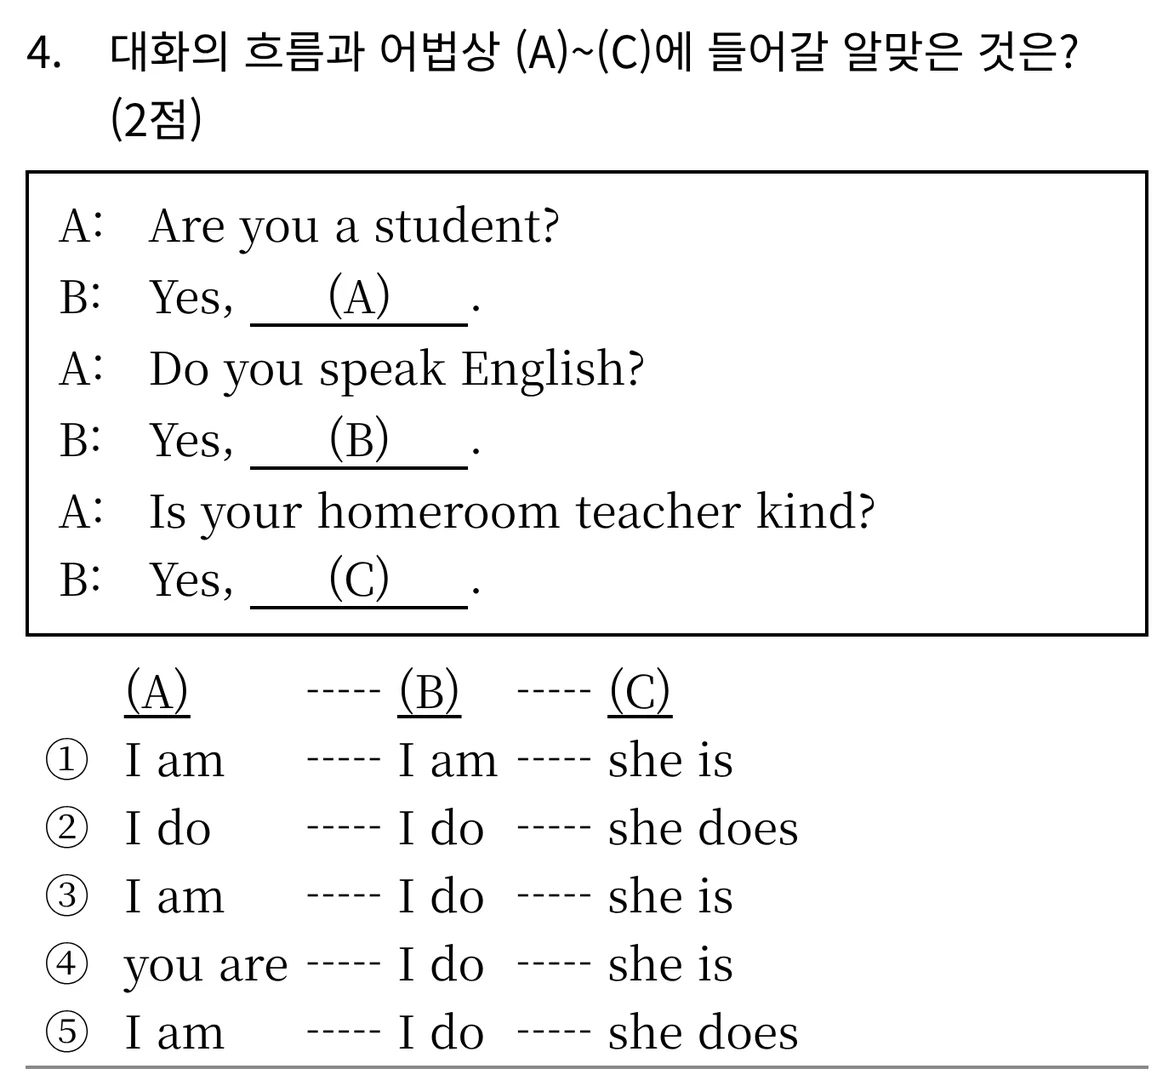 4. 대화의 흐름과 어법상 (A)~(C)에 들어갈 알맞은 것은?
(2점)
A: Are you a student?
B: Yes, (A) .
A: Do you speak English?
B: Yes, (B) .
A: Is your homeroom teacher kind?
B: Yes, (C) .
(A) ----- (B) ----- (C)
① I am ----- I am ----- she is
② I do ----- I do ----- she does
③ I am ----- I do ----- she is
④ you are ----- I do ----- she is
⑤ I am ----- I do ----- she does